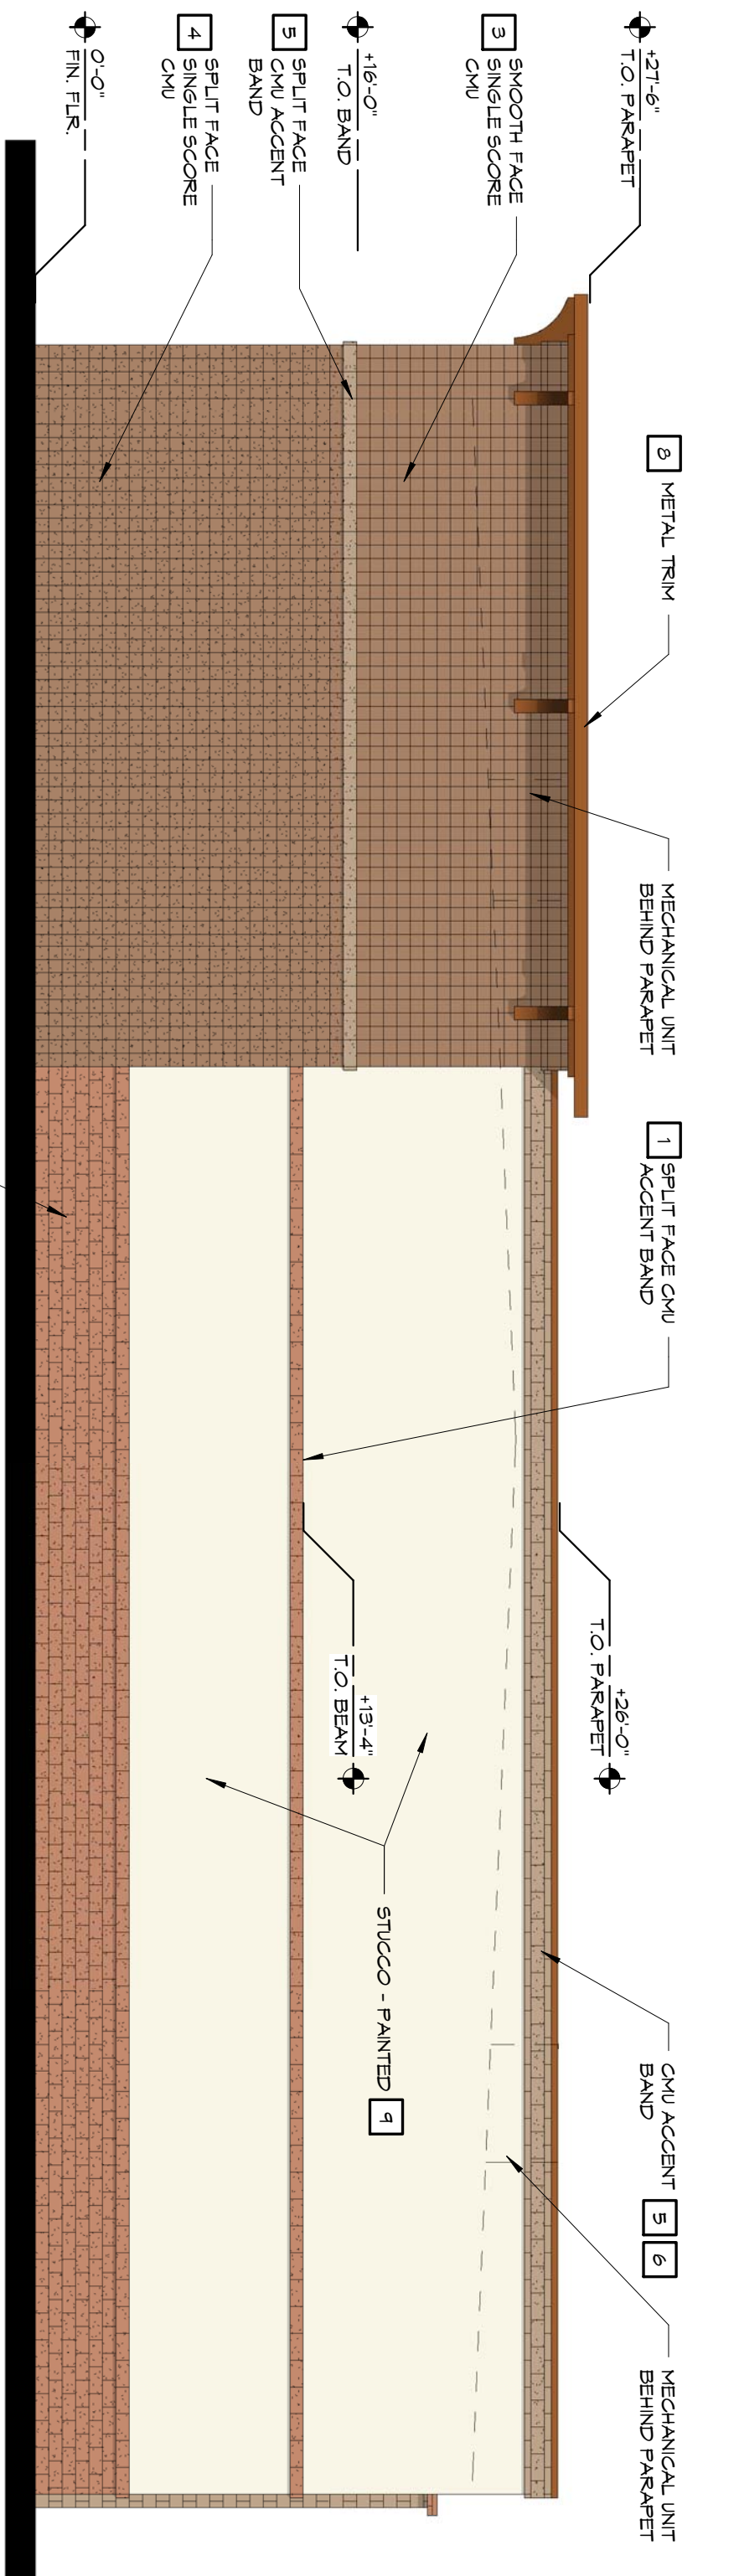 +27'-6"
T.O. PARAPET
3
SMOOTH FACE
SINGLE SCORE
CMU
+16'-0"
T.O. BAND
5
SPLIT FACE
CMU ACCENT
BAND
4
SPLIT FACE
SINGLE SCORE
CMU
0'-0"
FIN. FLR.
8
METAL TRIM
MECHANICAL UNIT
BEHIND PARAPET
1
SPLIT FACE CMU
ACCENT BAND
+26'-0"
T.O. PARAPET
+13'-4"
T.O. BEAM
STUCCO - PAINTED
9
CMU ACCENT
BAND
5
6
MECHANICAL UNIT
BEHIND PARAPET